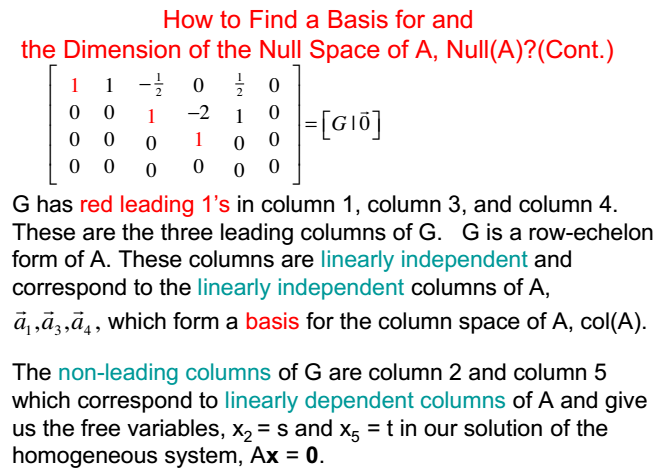 How to Find a Basis for and
the Dimension of the Null Space of A, Null(A)?(Cont.)
1 1 -1/2 0 1/2 0
0 0 1 -2 1 0
0 0 0 1 0 0 = [G | 0⃗]
0 0 0 0 0 0
G has red leading 1's in column 1, column 3, and column 4.
These are the three leading columns of G. G is a row-echelon
form of A. These columns are linearly independent and
correspond to the linearly independent columns of A,
a⃗₁,a⃗₃,a⃗₄, which form a basis for the column space of A, col(A).
The non-leading columns of G are column 2 and column 5
which correspond to linearly dependent columns of A and give
us the free variables, x₂ = s and x₅ = t in our solution of the
homogeneous system, Ax = 0.